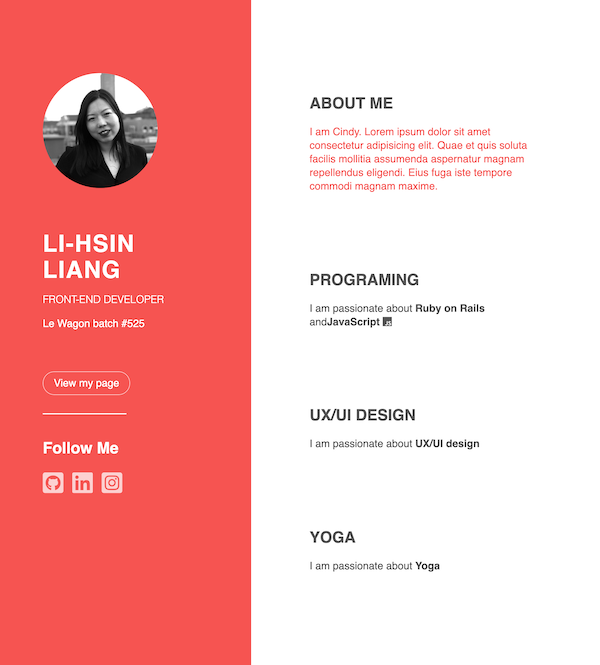 LI-HSIN
LIANG
FRONT-END DEVELOPER
Le Wagon batch #525
View my page
Follow Me
in
ABOUT ME
I am Cindy. Lorem ipsum dolor sit amet
consectetur adipisicing elit. Quae et quis soluta
facilis mollitia assumenda aspernatur magnam
repellendus eligendi. Eius fuga iste tempore
commodi magnam maxime.
PROGRAMING
I am passionate about Ruby on Rails
andJavaScript JS
UX/UI DESIGN
I am passionate about UX/UI design
YOGA
I am passionate about Yoga